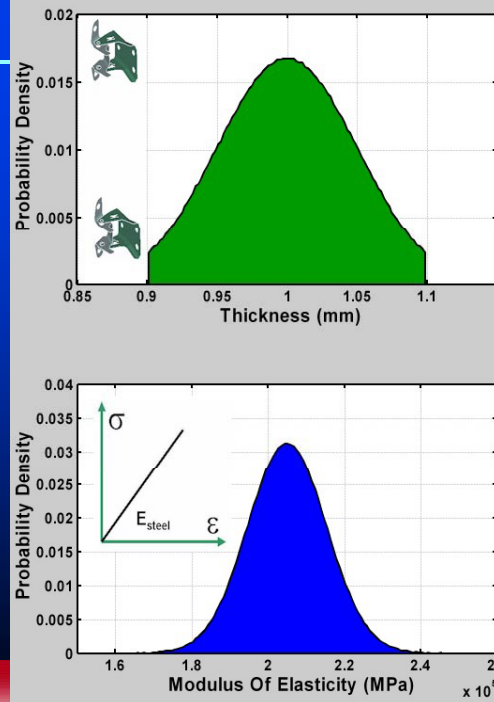 0.02
0.015
0.01
0.005
0
Probability Density
0.85 0.9 0.95 1 1.05 1.1
Thickness (mm)
0.04
0.035
0.03
0.025
0.02
0.015
0.01
0.005
0
Probability Density
σ
E steel
ε
1.6 1.8 2 2.2 2.4
Modulus Of Elasticity (MPa)
x 10